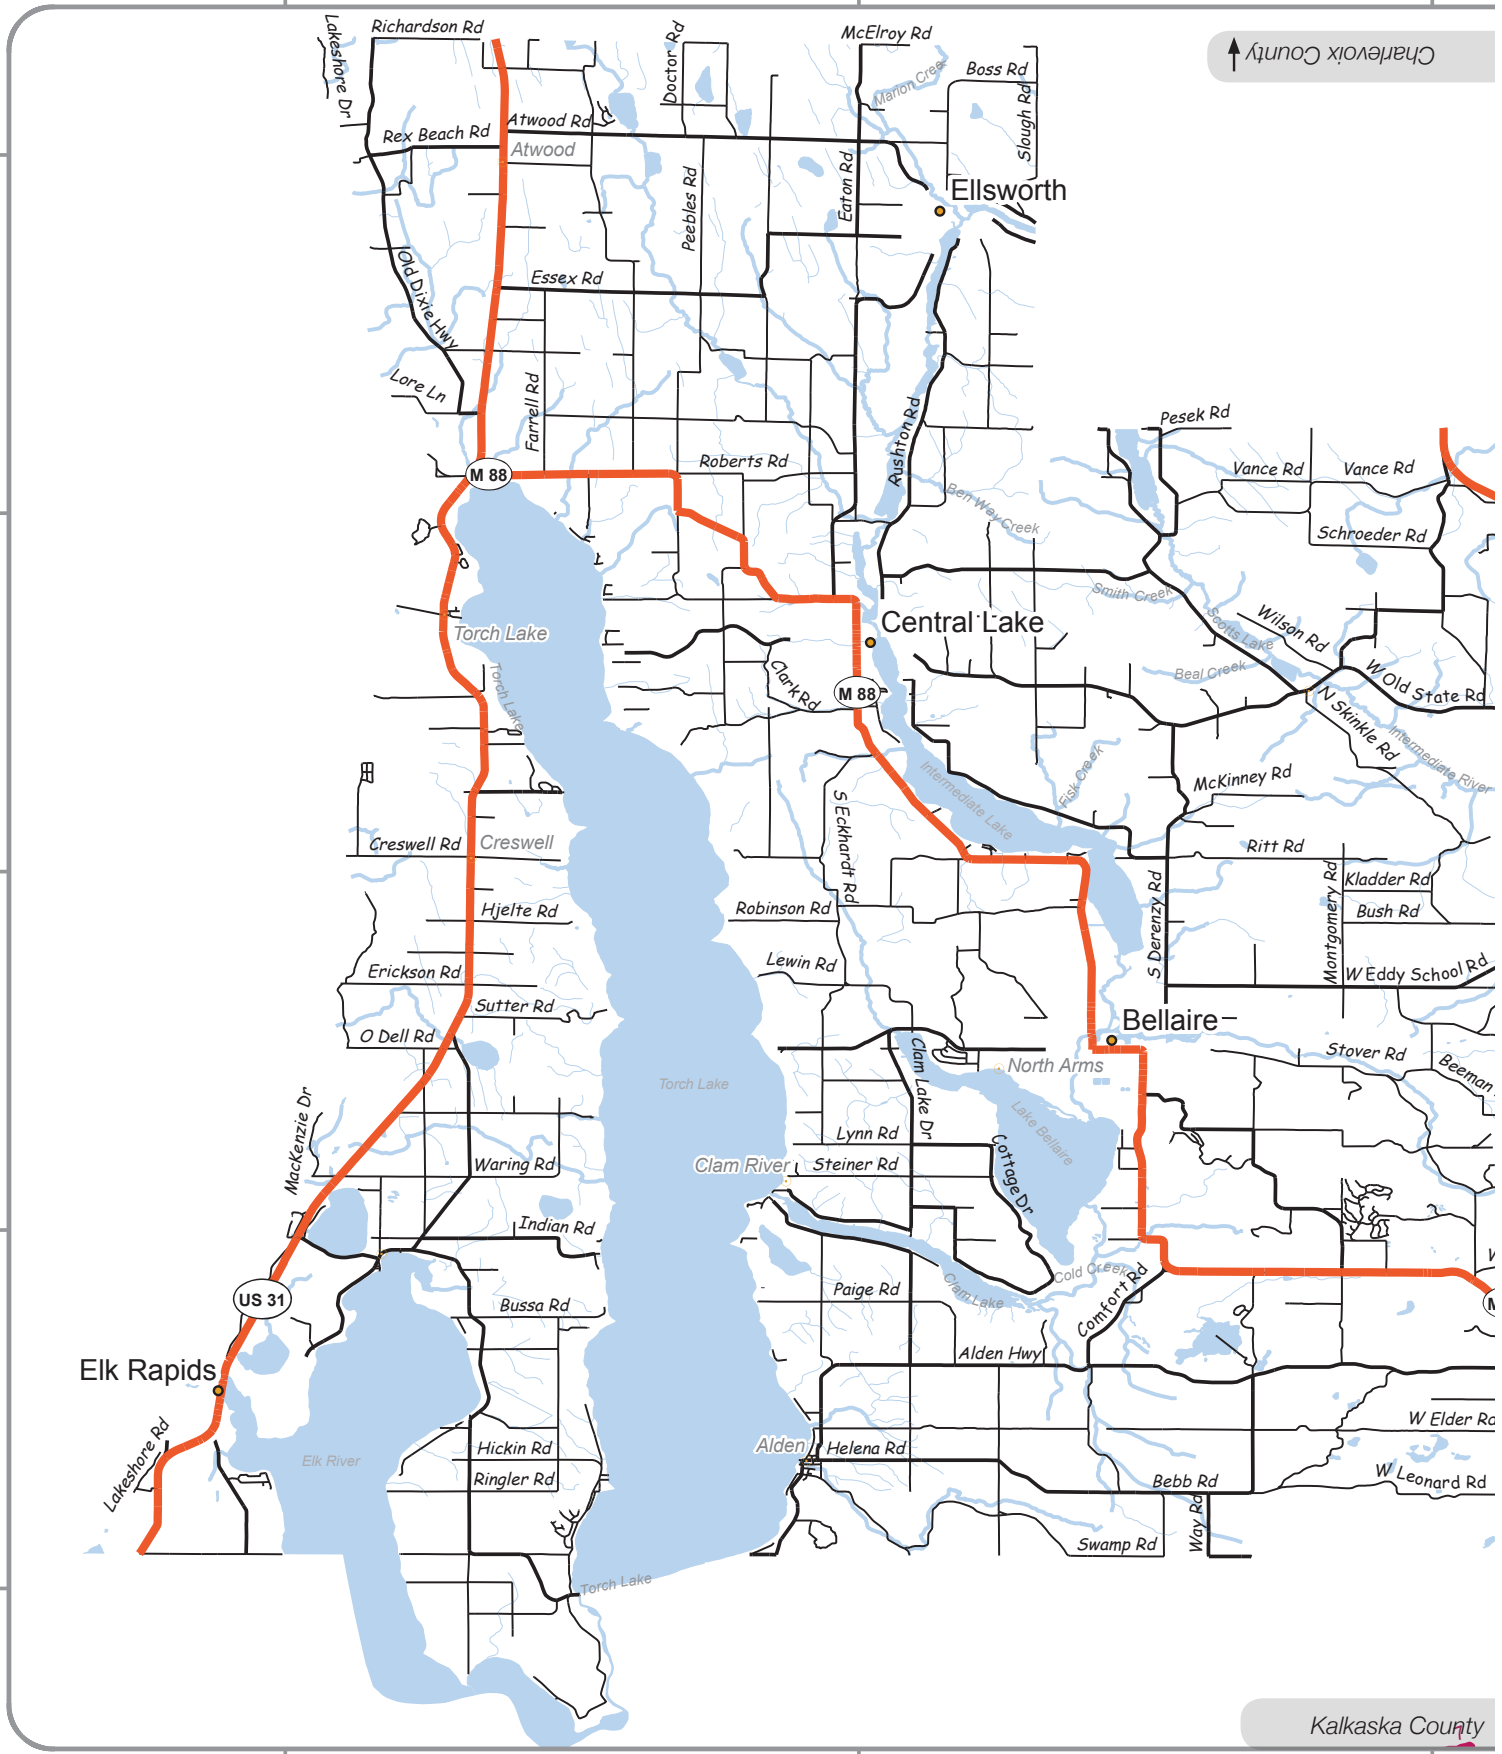 Richardson Rd
Lakeshore Dr
Doctor Rd
McElroy Rd
Charlevoix County
Boss Rd
Marion Cree
Slough Rd
Atwood Rd
Rex Beach Rd
Atwood
Eaton Rd
Peebles Rd
Ellsworth
Old Dixie Hwy
Essex Rd
Lore Ln
Farrell Rd
Rushton Rd
Pesek Rd
M 88
Roberts Rd
Vance Rd
Vance Rd
Ben Way Creek
Schroeder Rd
Smith Creek
Scotts Lake
Wilson Rd
Central Lake
Torch Lake
Torch Lake
Beal Creek
W Old State Rd
Clark Rd
M 88
N Skinkle Rd
Intermediate River
Intermediate Lake
Fisk Creek
McKinney Rd
S Eckhardt Rd
Creswell Rd
Creswell
Ritt Rd
Kladder Rd
Montgomery Rd
Bush Rd
S Derenzy Rd
Hjelte Rd
Robinson Rd
Erickson Rd
Lewin Rd
W Eddy School Rd
Sutter Rd
O Dell Rd
Bellaire
Stover Rd
Beeman
Clam Lake Dr
North Arms
Torch Lake
Lake Bellaire
MacKenzie Dr
Lynn Rd
Cottage Dr
Waring Rd
Clam River
Steiner Rd
Indian Rd
Cold Creek
Comfort Rd
Clam Lake
Paige Rd
US 31
Bussa Rd
M
Alden Hwy
Elk Rapids
Lakeshore Rd
W Elder Rd
Hickin Rd
Alden
Helena Rd
Elk River
Ringler Rd
Bebb Rd
W Leonard Rd
Way Rd
Swamp Rd
Torch Lake
Kalkaska County